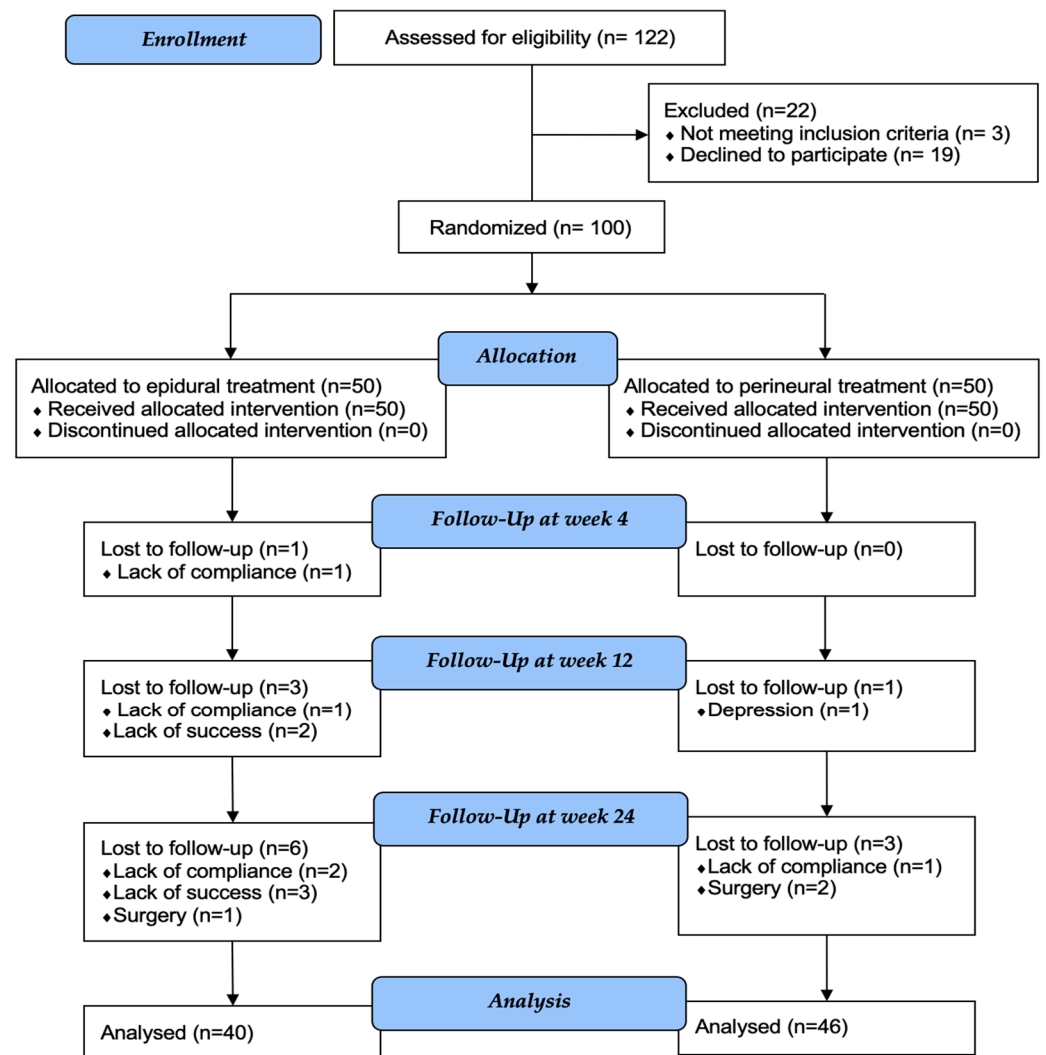 Enrollment
Assessed for eligibility (n= 122)
Excluded (n=22)
♦ Not meeting inclusion criteria (n= 3)
♦ Declined to participate (n= 19)
Randomized (n= 100)
Allocation
Allocated to epidural treatment (n=50)
♦ Received allocated intervention (n=50)
♦ Discontinued allocated intervention (n=0)
Allocated to perineural treatment (n=50)
♦ Received allocated intervention (n=50)
♦ Discontinued allocated intervention (n=0)
Follow-Up at week 4
Lost to follow-up (n=1)
♦ Lack of compliance (n=1)
Lost to follow-up (n=0)
Follow-Up at week 12
Lost to follow-up (n=3)
♦ Lack of compliance (n=1)
♦Lack of success (n=2)
Lost to follow-up (n=1)
♦Depression (n=1)
Follow-Up at week 24
Lost to follow-up (n=6)
♦Lack of compliance (n=2)
♦Lack of success (n=3)
♦Surgery (n=1)
Lost to follow-up (n=3)
♦Lack of compliance (n=1)
♦Surgery (n=2)
Analysis
Analysed (n=40)
Analysed (n=46)